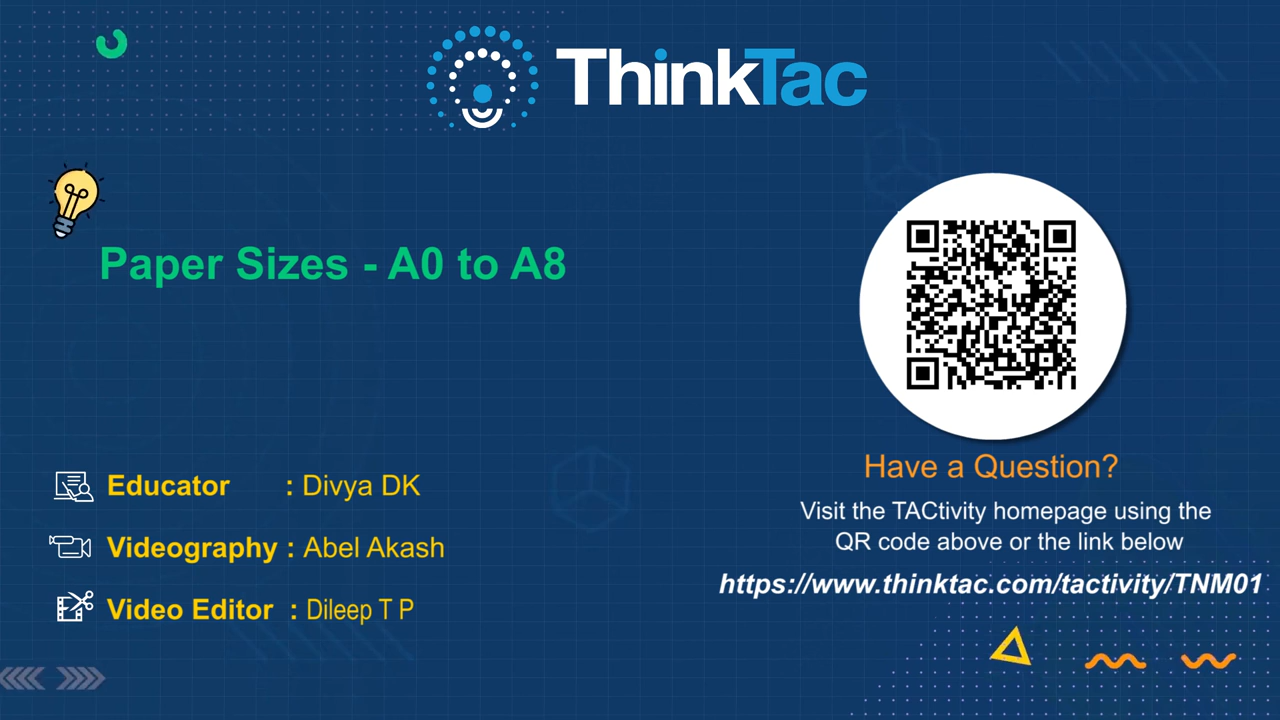 ThinkTac
Paper Sizes - A0 to A8
Educator : Divya DK
Videography : Abel Akash
Video Editor : Dileep T P
Have a Question?
Visit the TACtivity homepage using the
QR code above or the link below
https://www.thinktac.com/tactivity/TNM01